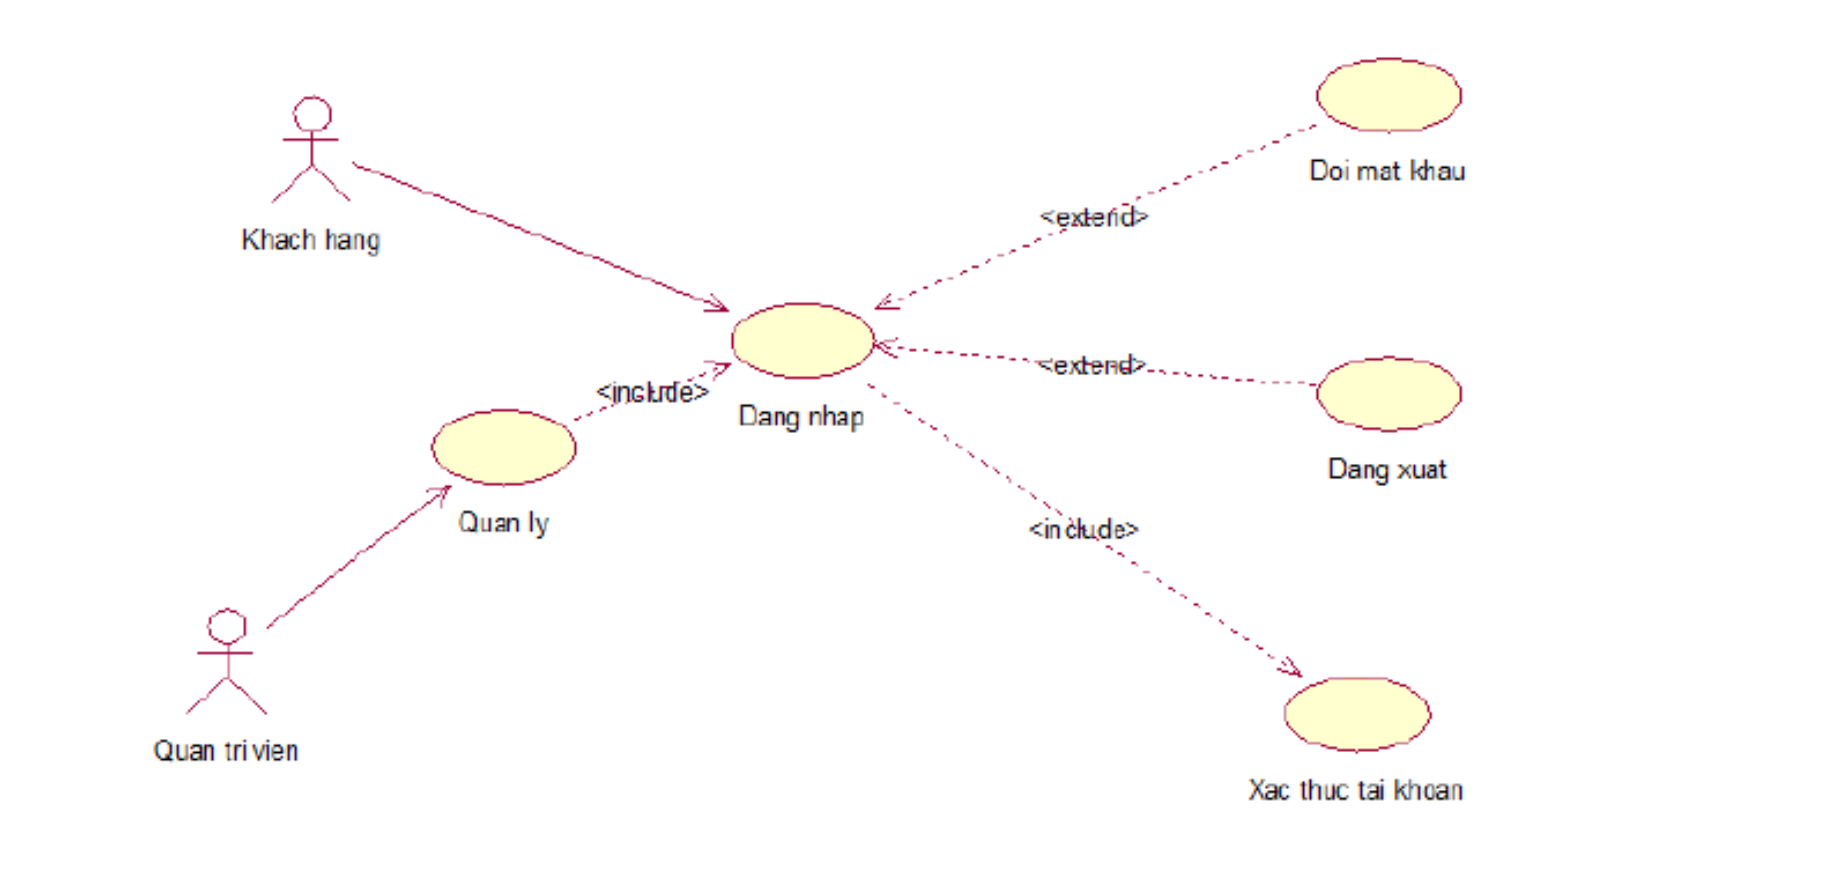 Doi mat khau
<extend>
Khach hang
<extend>
<include>
Dang nhap
Dang xuat
Quan ly
<include>
Quan tri vien
Xac thuc tai khoan